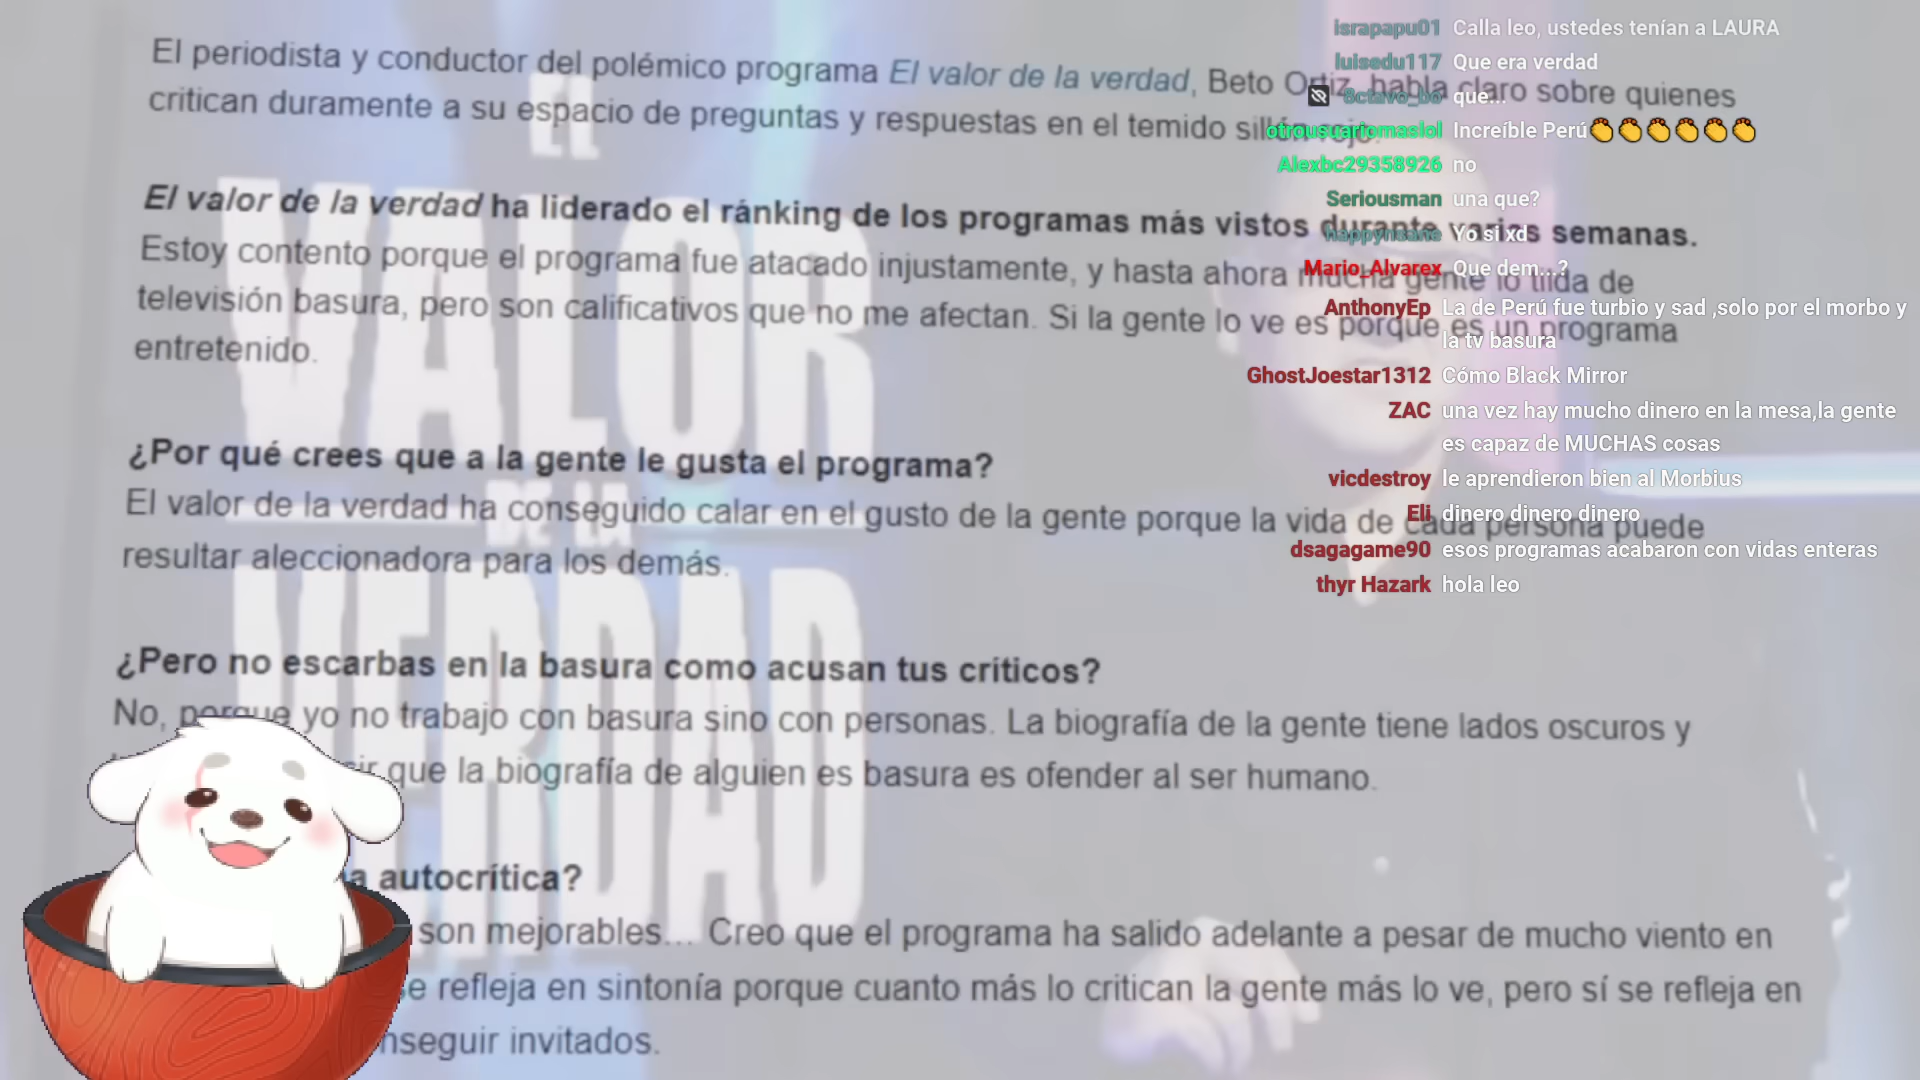 El periodista y conductor del polémico programa El valor de la verdad, Beto Ortiz, habla claro sobre quienes
critican duramente a su espacio de preguntas y respuestas en el temido sillón rojo.
El valor de la verdad ha liderado el ránking de los programas más vistos durante varias semanas.
Estoy contento porque el programa fue atacado injustamente, y hasta ahora mucha gente lo tilda de
televisión basura, pero son calificativos que no me afectan. Si la gente lo ve es porque es un programa
entretenido.
¿Por qué crees que a la gente le gusta el programa?
El valor de la verdad ha conseguido calar en el gusto de la gente porque la vida de cada persona puede
resultar aleccionadora para los demás.
¿Pero no escarbas en la basura como acusan tus críticos?
No, porque yo no trabajo con basura sino con personas. La biografía de la gente tiene lados oscuros y
que la biografía de alguien es basura es ofender al ser humano.
autocrítica?
son mejorables... Creo que el programa ha salido adelante a pesar de mucho viento en
se refleja en sintonía porque cuanto más lo critican la gente más lo ve, pero sí se refleja en
invitados.
EL
VALOR
DE LA
VERDAD
israpapu01 Calla leo, ustedes tenían a LAURA
luisedu117 Que era verdad
8ctavo_bo que...
otrousuariomaslol Increíble Perú👏👏👏👏👏👏
Alexbc29358926 no
Seriousman una que?
Yo si xd
Mario_Alvarex Que dem...?
AnthonyEp La de Perú fue turbio y sad ,solo por el morbo y
la tv basura
GhostJoestar1312 Cómo Black Mirror
ZAC una vez hay mucho dinero en la mesa,la gente
es capaz de MUCHAS cosas
vicdestroy le aprendieron bien al Morbius
Eli dinero dinero dinero
dsagagame90 esos programas acabaron con vidas enteras
thyr Hazark hola leo